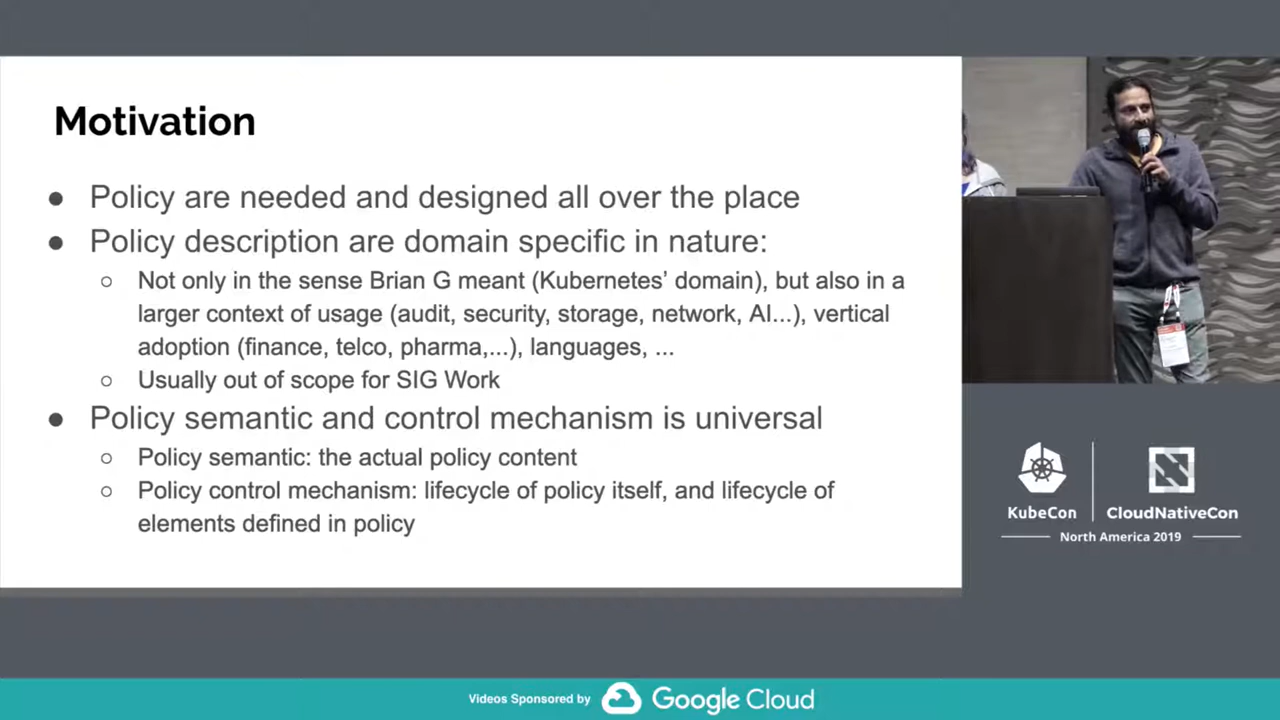 Motivation
● Policy are needed and designed all over the place
● Policy description are domain specific in nature:
○ Not only in the sense Brian G meant (Kubernetes’ domain), but also in a
larger context of usage (audit, security, storage, network, AI...), vertical
adoption (finance, telco, pharma,...), languages, ...
○ Usually out of scope for SIG Work
● Policy semantic and control mechanism is universal
○ Policy semantic: the actual policy content
○ Policy control mechanism: lifecycle of policy itself, and lifecycle of
elements defined in policy
KubeCon
CloudNativeCon
North America 2019
Videos Sponsored by
Google Cloud